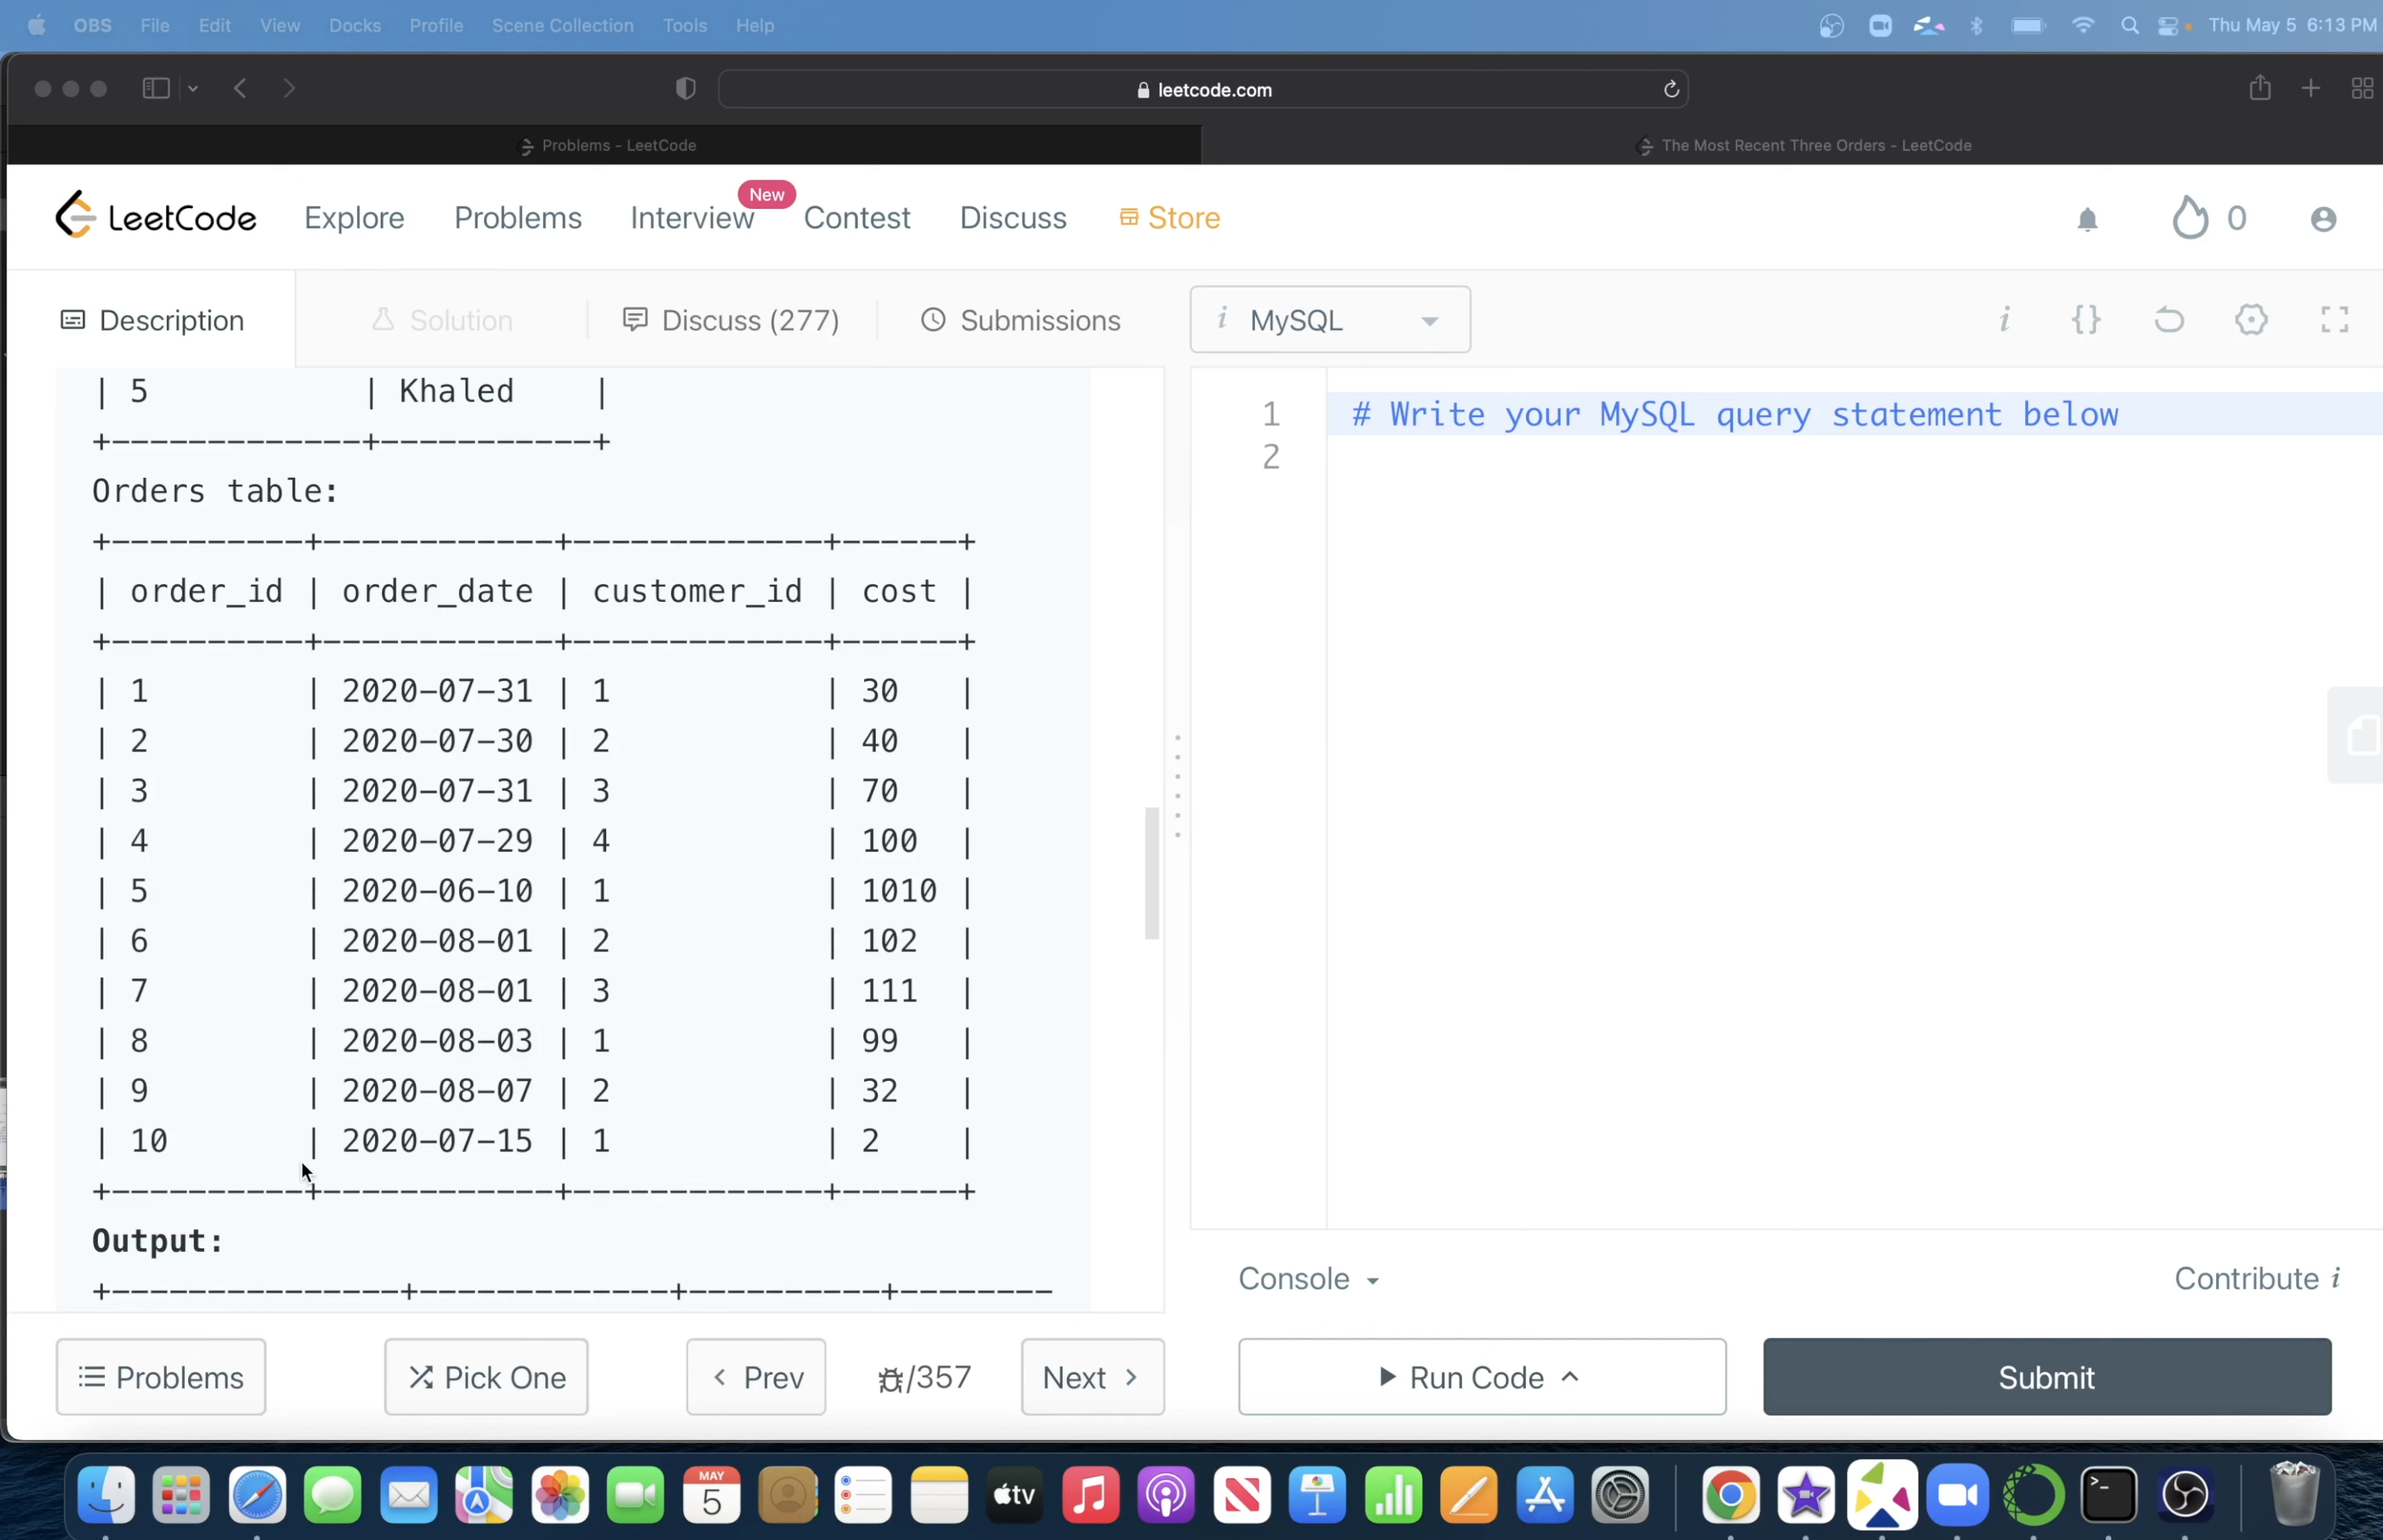 OBS File Edit View Docks Profile Scene Collection Tools Help Thu May 5 6:13 PM
leetcode.com
Problems - LeetCode The Most Recent Three Orders - LeetCode
LeetCode Explore Problems Interview New Contest Discuss Store 0
Description Solution Discuss (277) Submissions i MySQL i {}
| 5 | Khaled |
+-------------+-----------+
Orders table:
+----------+------------+-------------+------+
| order_id | order_date | customer_id | cost |
+----------+------------+-------------+------+
| 1 | 2020-07-31 | 1 | 30 |
| 2 | 2020-07-30 | 2 | 40 |
| 3 | 2020-07-31 | 3 | 70 |
| 4 | 2020-07-29 | 4 | 100 |
| 5 | 2020-06-10 | 1 | 1010 |
| 6 | 2020-08-01 | 2 | 102 |
| 7 | 2020-08-01 | 3 | 111 |
| 8 | 2020-08-03 | 1 | 99 |
| 9 | 2020-08-07 | 2 | 32 |
| 10 | 2020-07-15 | 1 | 2 |
+----------+------------+-------------+------+
Output:
+---------------+-------------+----------+--------
1 # Write your MySQL query statement below
2
Console Contribute i
Problems Pick One < Prev /357 Next > Run Code Submit
MAY
5
tv